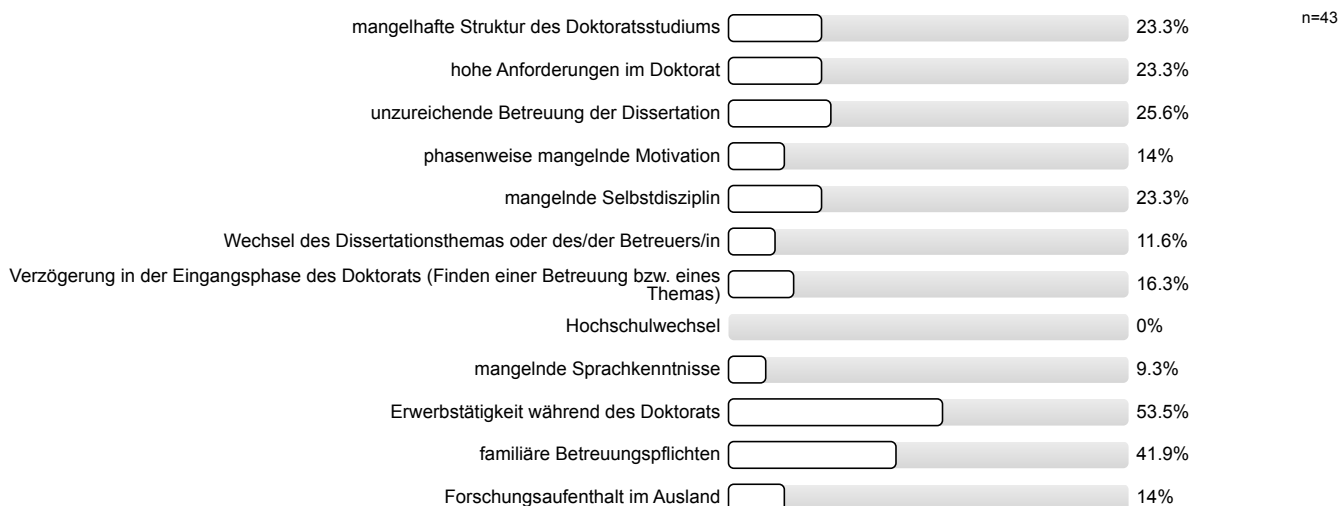 n=43
mangelhafte Struktur des Doktoratsstudiums 23.3%
hohe Anforderungen im Doktorat 23.3%
unzureichende Betreuung der Dissertation 25.6%
phasenweise mangelnde Motivation 14%
mangelnde Selbstdisziplin 23.3%
Wechsel des Dissertationsthemas oder des/der Betreuers/in 11.6%
Verzögerung in der Eingangsphase des Doktorats (Finden einer Betreuung bzw. eines
Themas) 16.3%
Hochschulwechsel 0%
mangelnde Sprachkenntnisse 9.3%
Erwerbstätigkeit während des Doktorats 53.5%
familiäre Betreuungspflichten 41.9%
Forschungsaufenthalt im Ausland 14%